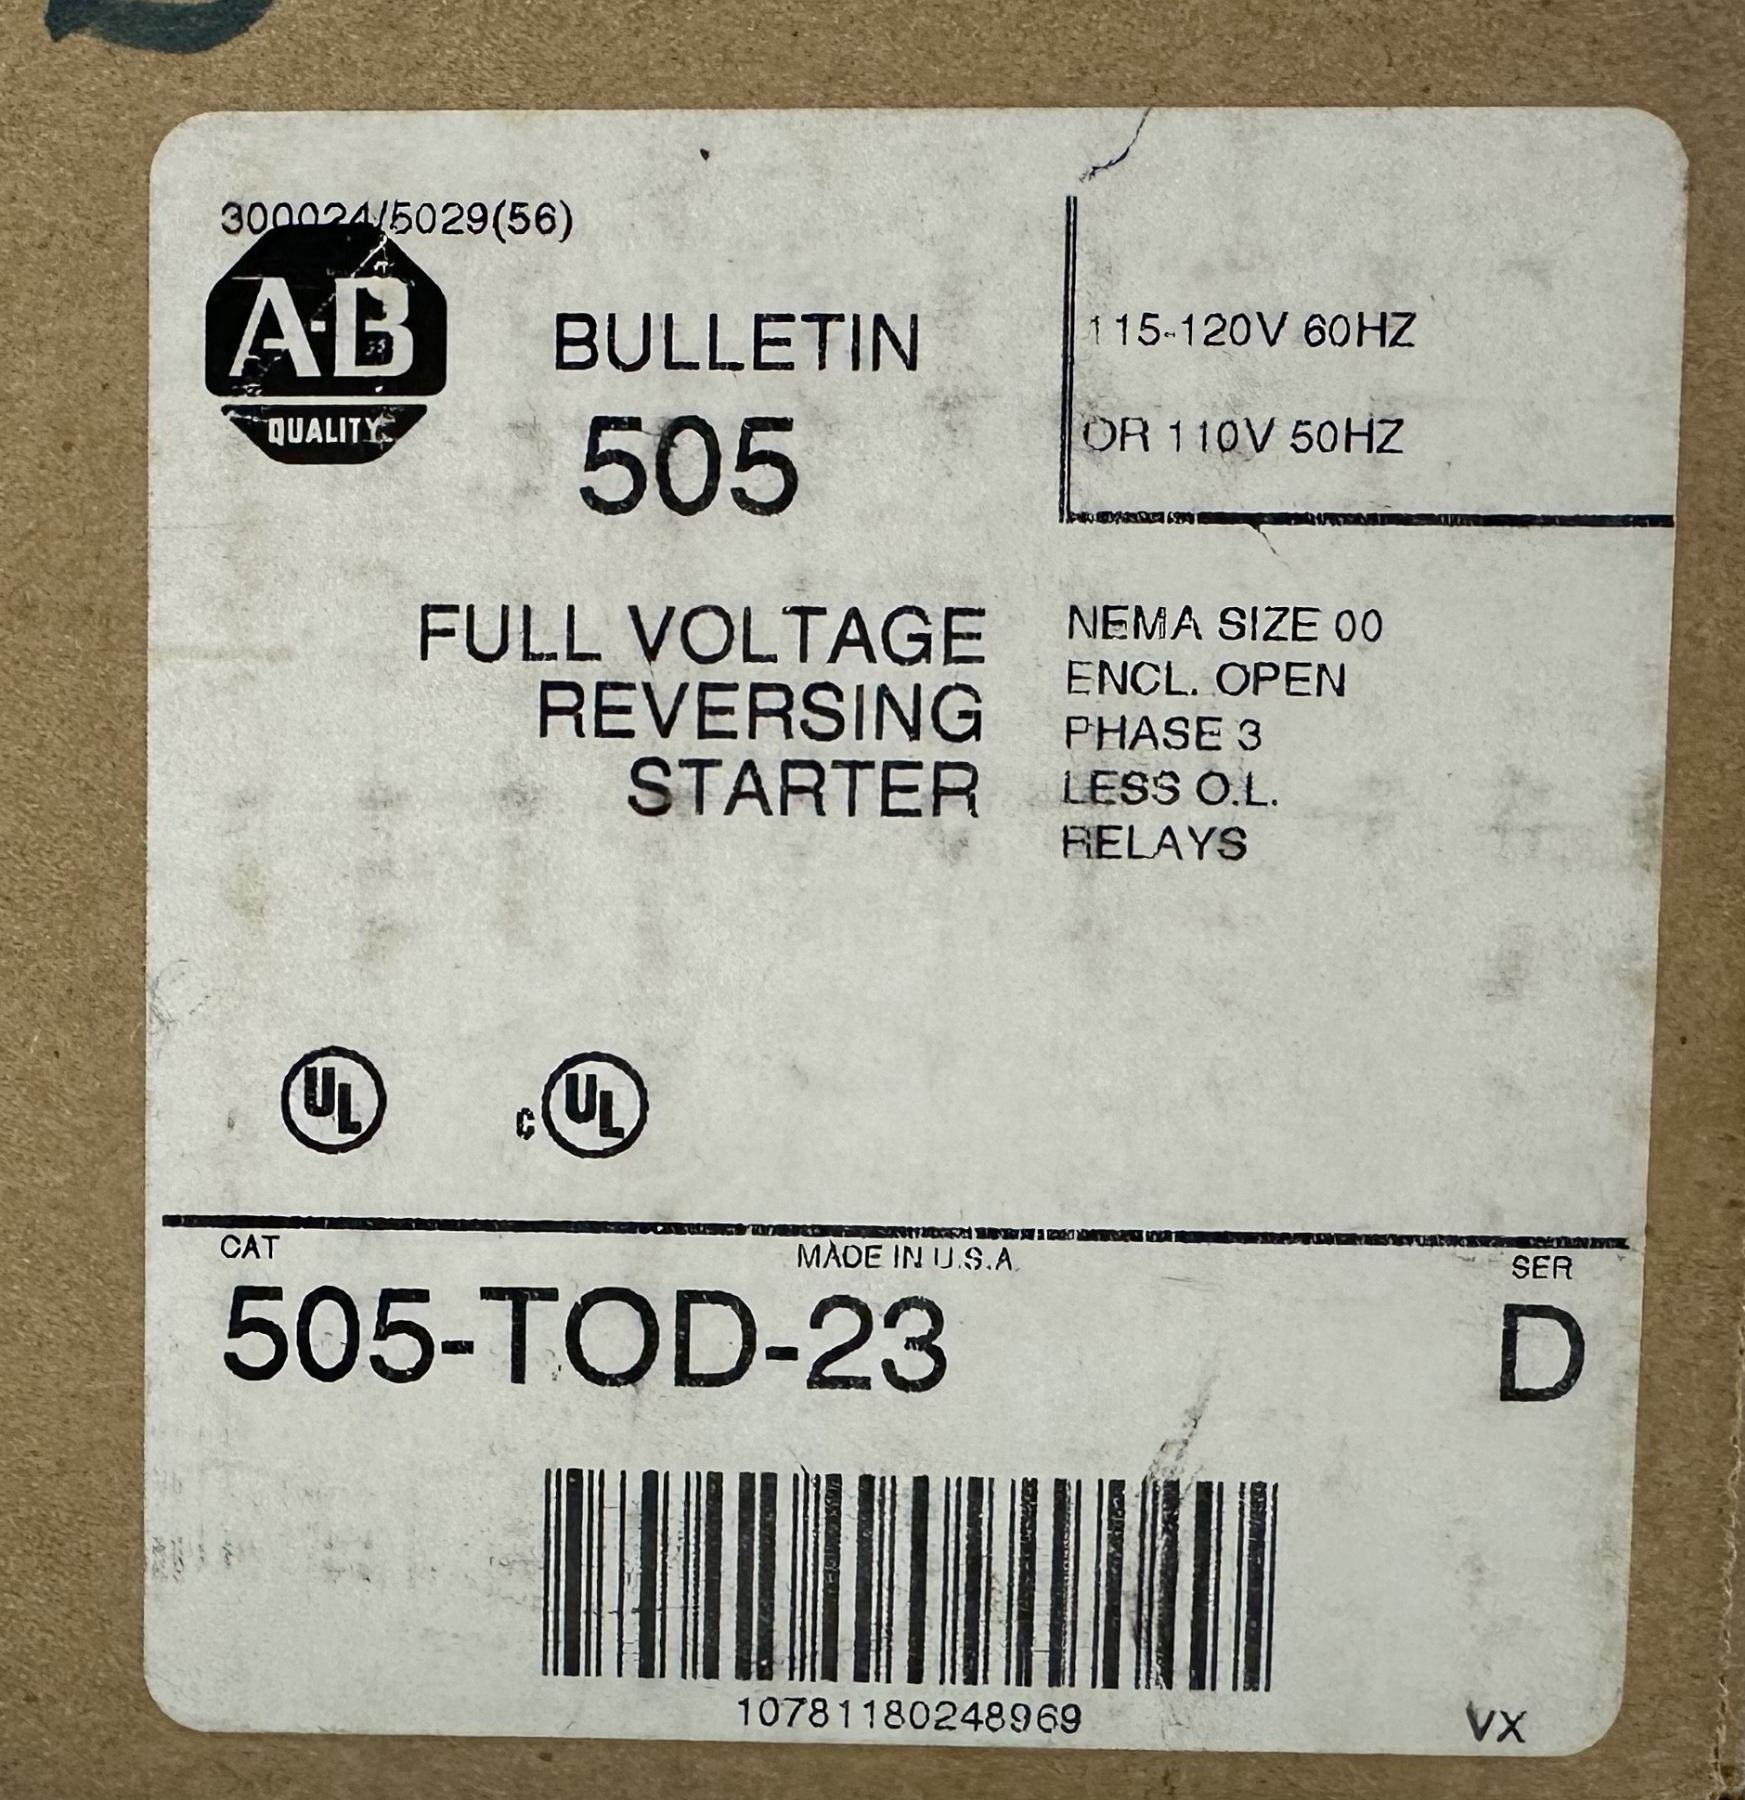 300024/5029(56)
A-B
QUALITY
BULLETIN
505
115-120V 60HZ
OR 110V 50HZ
FULL VOLTAGE
REVERSING
STARTER
NEMA SIZE 00
ENCL. OPEN
PHASE 3
LESS O.L.
RELAYS
UL
c UL
CAT
MADE IN U.S.A.
SER
505-TOD-23
D
10781180248969
VX